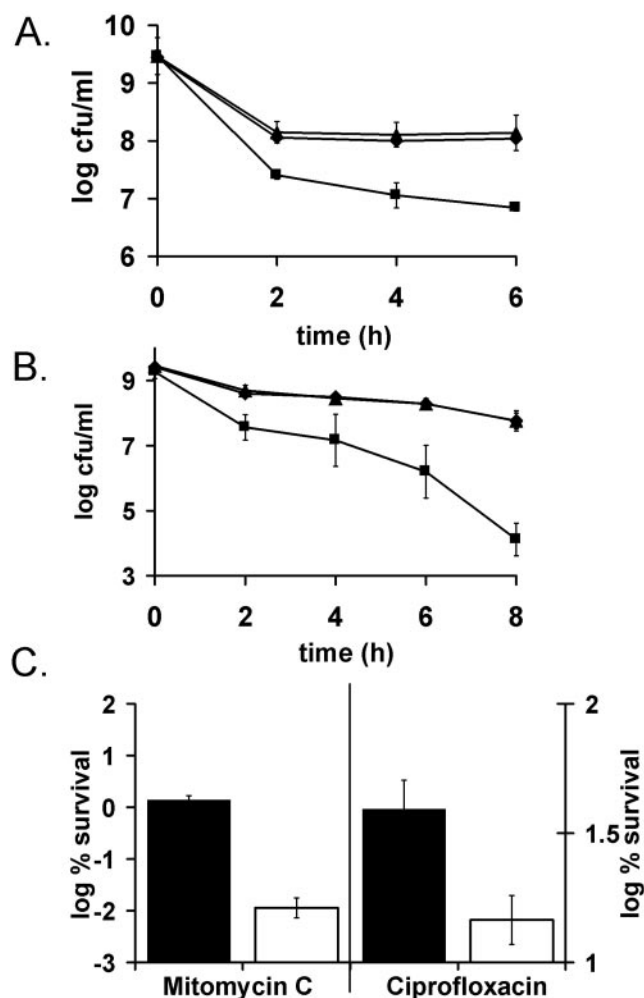 A.
10
9
8
7
6
log cfu/ml
0 2 4 6
time (h)
B.
9
7
5
3
log cfu/ml
0 2 4 6 8
time (h)
C.
2
1
0
-1
-2
-3
log % survival
2
1.5
1
log % survival
Mitomycin C Ciprofloxacin